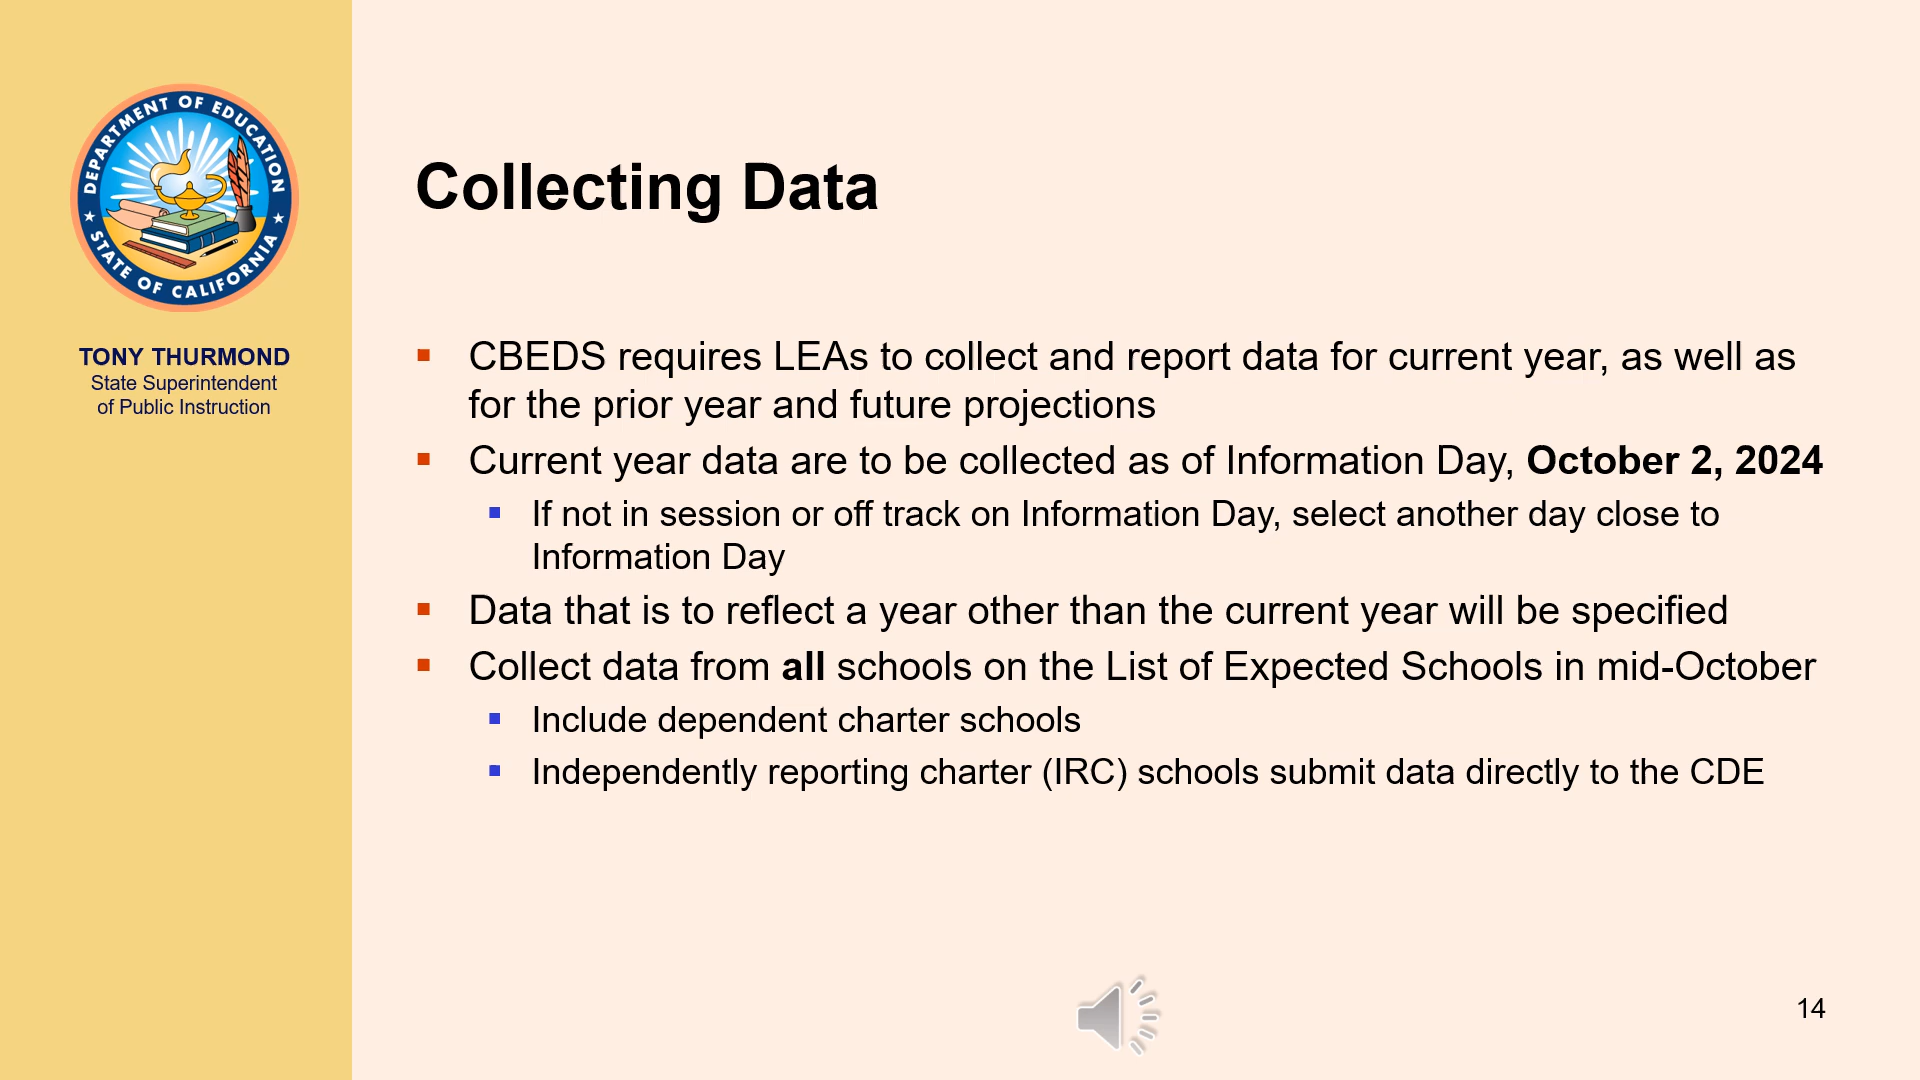 DEPARTMENT OF EDUCATION
STATE OF CALIFORNIA
TONY THURMOND
State Superintendent
of Public Instruction
Collecting Data
CBEDS requires LEAs to collect and report data for current year, as well as
for the prior year and future projections
Current year data are to be collected as of Information Day, October 2, 2024
If not in session or off track on Information Day, select another day close to
Information Day
Data that is to reflect a year other than the current year will be specified
Collect data from all schools on the List of Expected Schools in mid-October
Include dependent charter schools
Independently reporting charter (IRC) schools submit data directly to the CDE
14